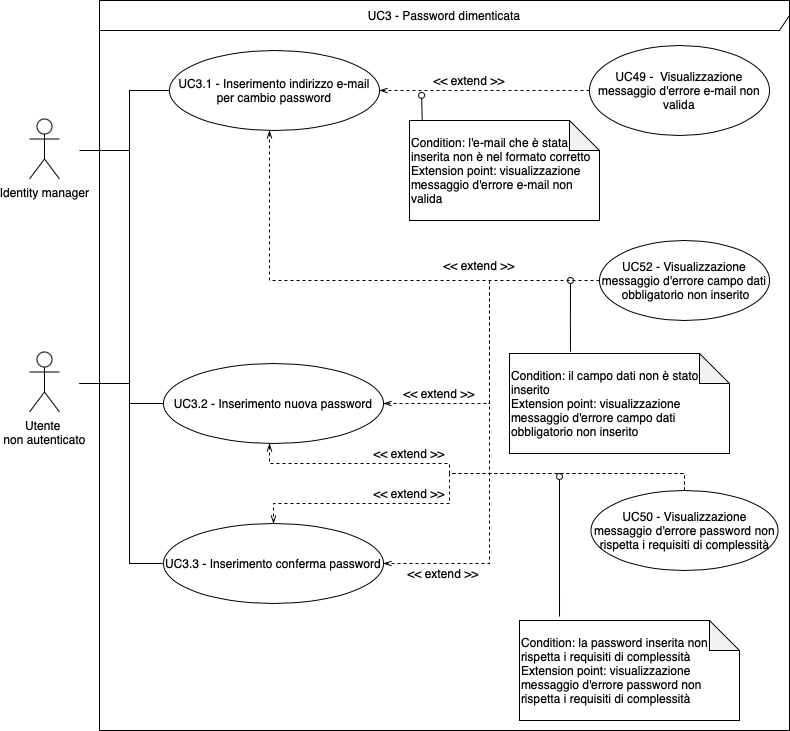 UC3 - Password dimenticata
UC3.1 - Inserimento indirizzo e-mail
per cambio password
<< extend >>
UC49 -  Visualizzazione
messaggio d'errore e-mail non
valida
Condition: l'e-mail che è stata
inserita non è nel formato corretto
Extension point: visualizzazione
messaggio d'errore e-mail non
valida
Identity manager
<< extend >>
UC52 - Visualizzazione
messaggio d'errore campo dati
obbligatorio non inserito
Condition: il campo dati non è stato
inserito
Extension point: visualizzazione
messaggio d'errore campo dati
obbligatorio non inserito
Utente
non autenticato
UC3.2 - Inserimento nuova password
<< extend >>
<< extend >>
<< extend >>
UC50 - Visualizzazione
messaggio d'errore password non
rispetta i requisiti di complessità
UC3.3 - Inserimento conferma password
<< extend >>
Condition: la password inserita non
rispetta i requisiti di complessità
Extension point: visualizzazione
messaggio d'errore password non
rispetta i requisiti di complessità